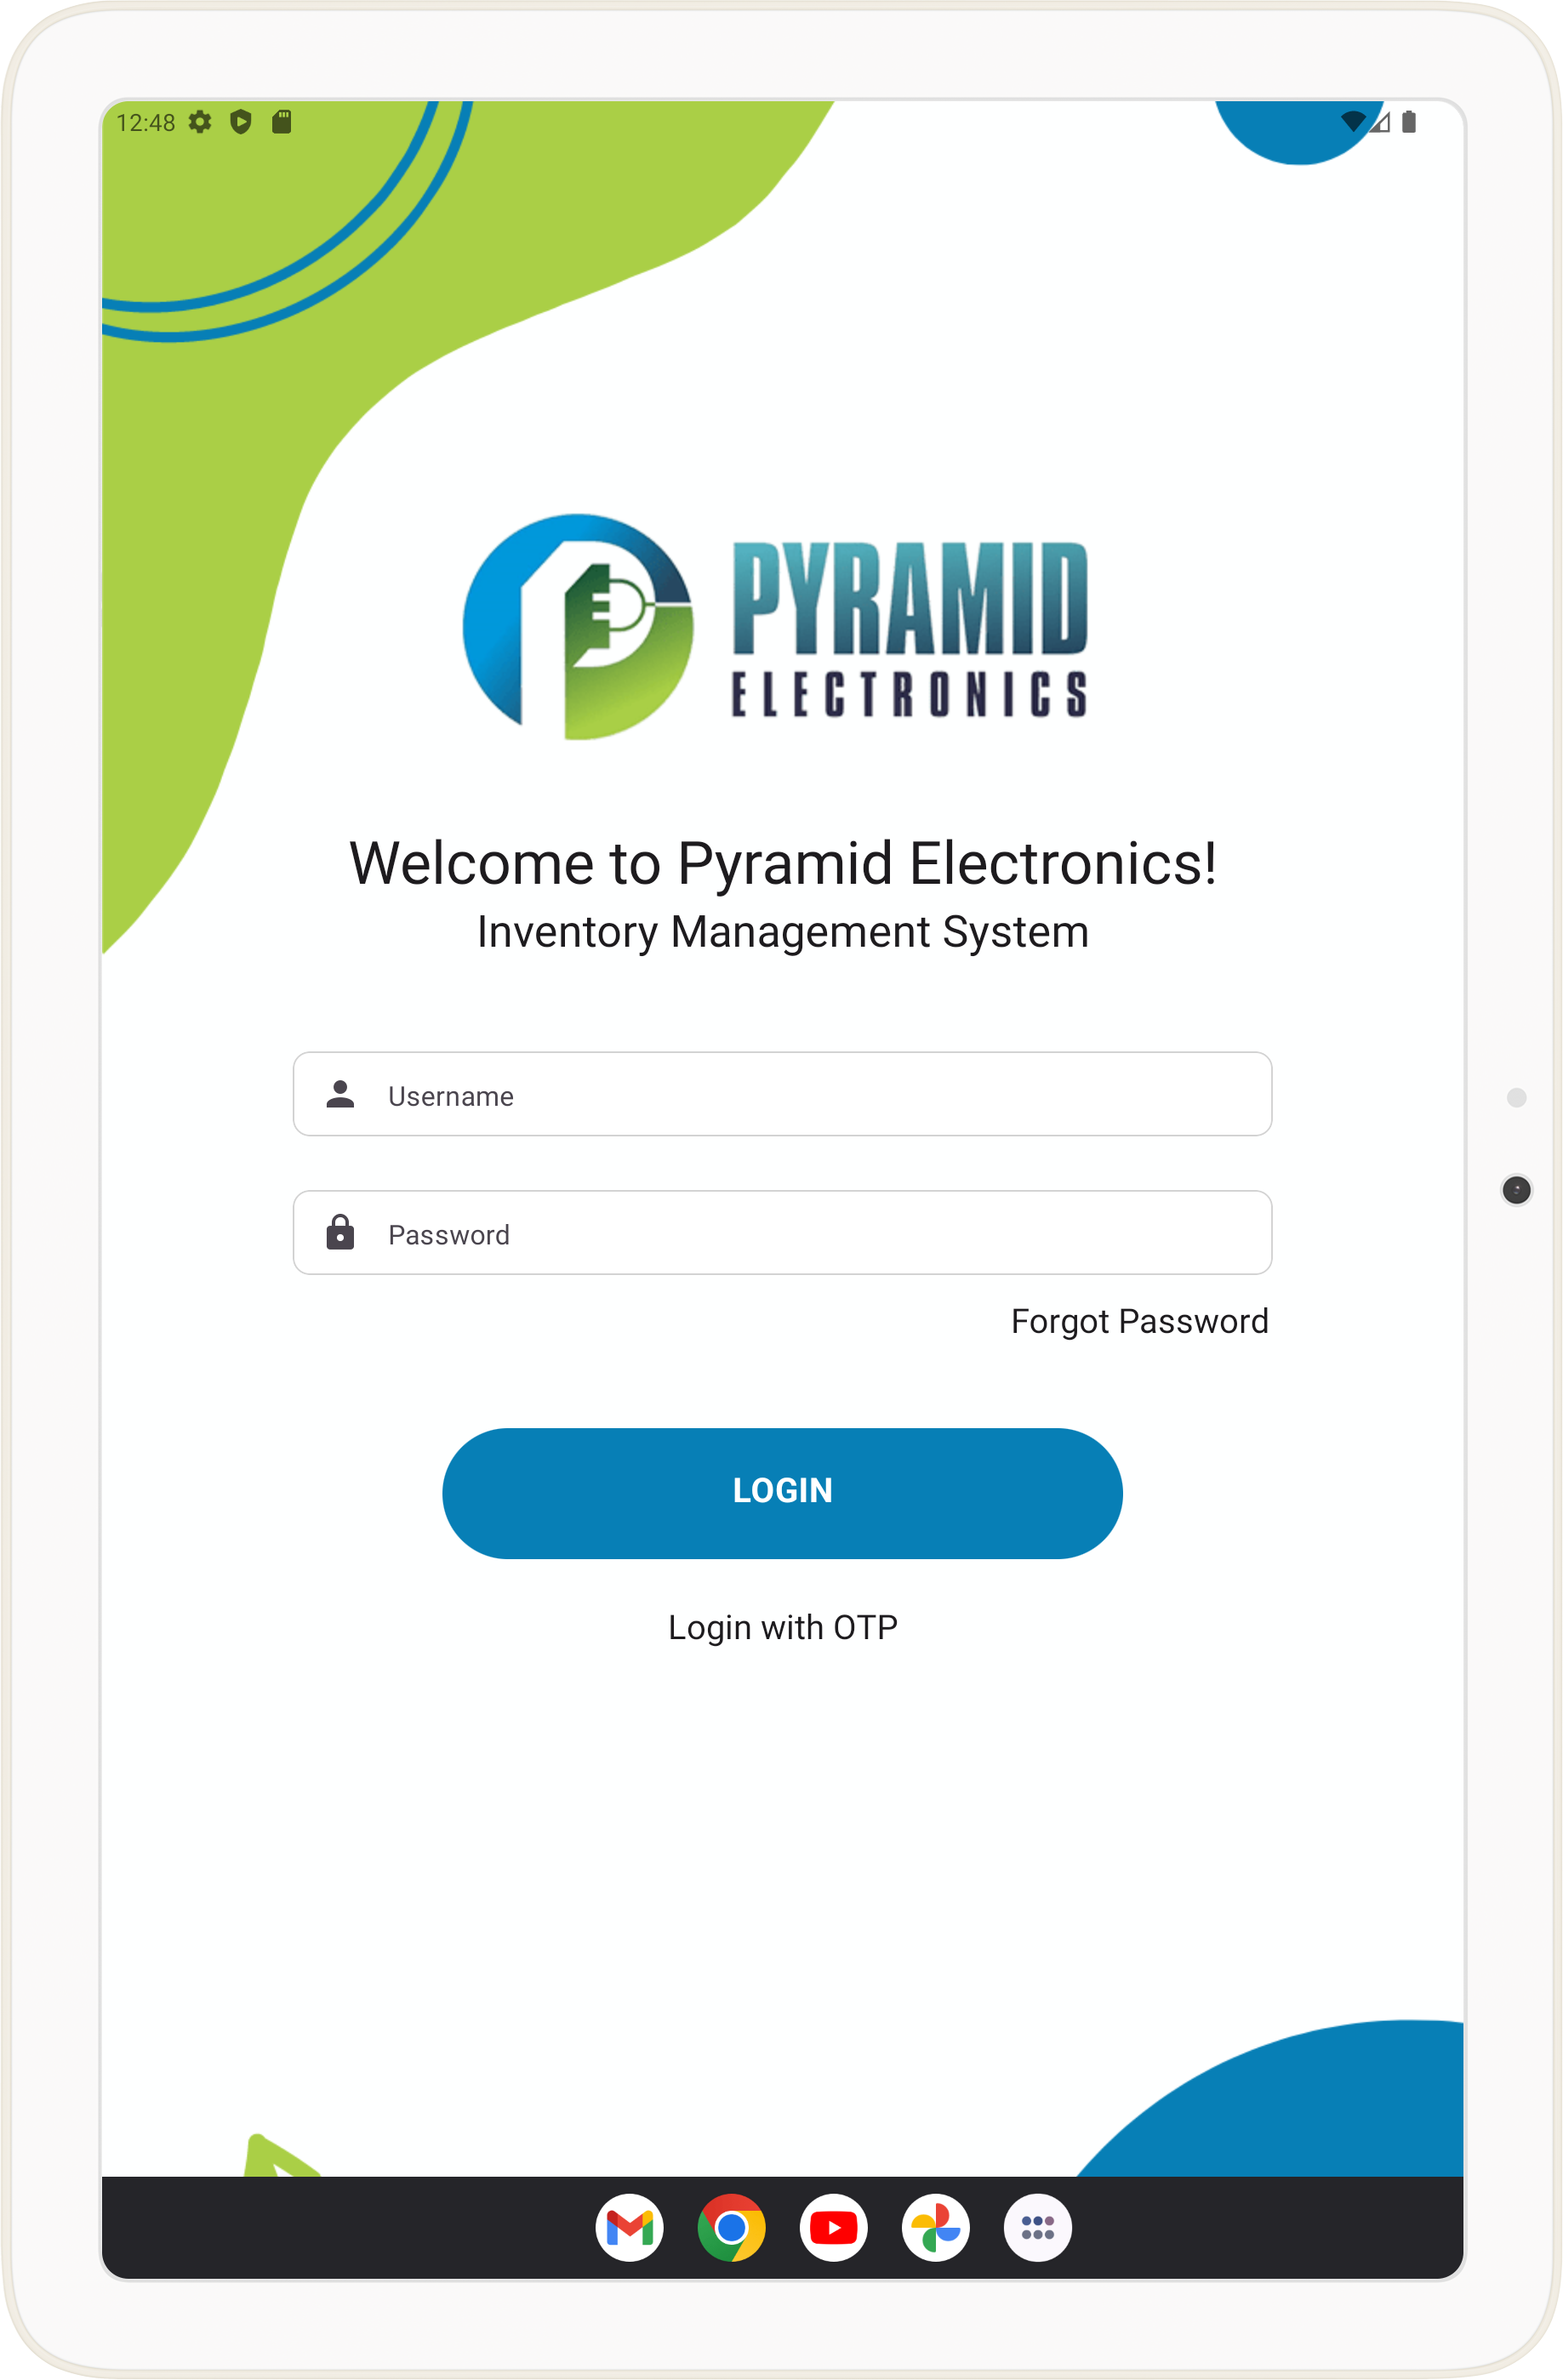 12:48
PYRAMID
ELECTRONICS
Welcome to Pyramid Electronics!
Inventory Management System
Username
Password
Forgot Password
LOGIN
Login with OTP